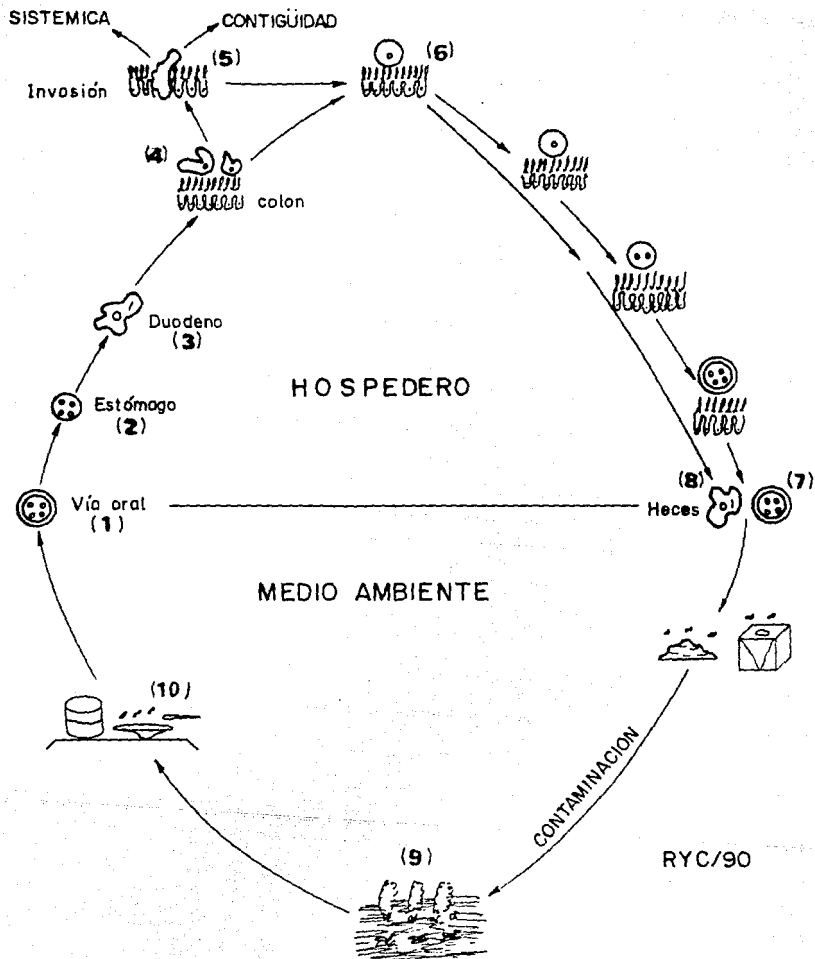 SISTEMICA
CONTIGÜIDAD
(5)
(6)
Invasión
(4)
colon
Duodeno
(3)
HOSPEDERO
Estómago
(2)
(8)
(7)
Vía oral
(1)
Heces
MEDIO AMBIENTE
(10)
CONTAMINACION
(9)
RYC/90